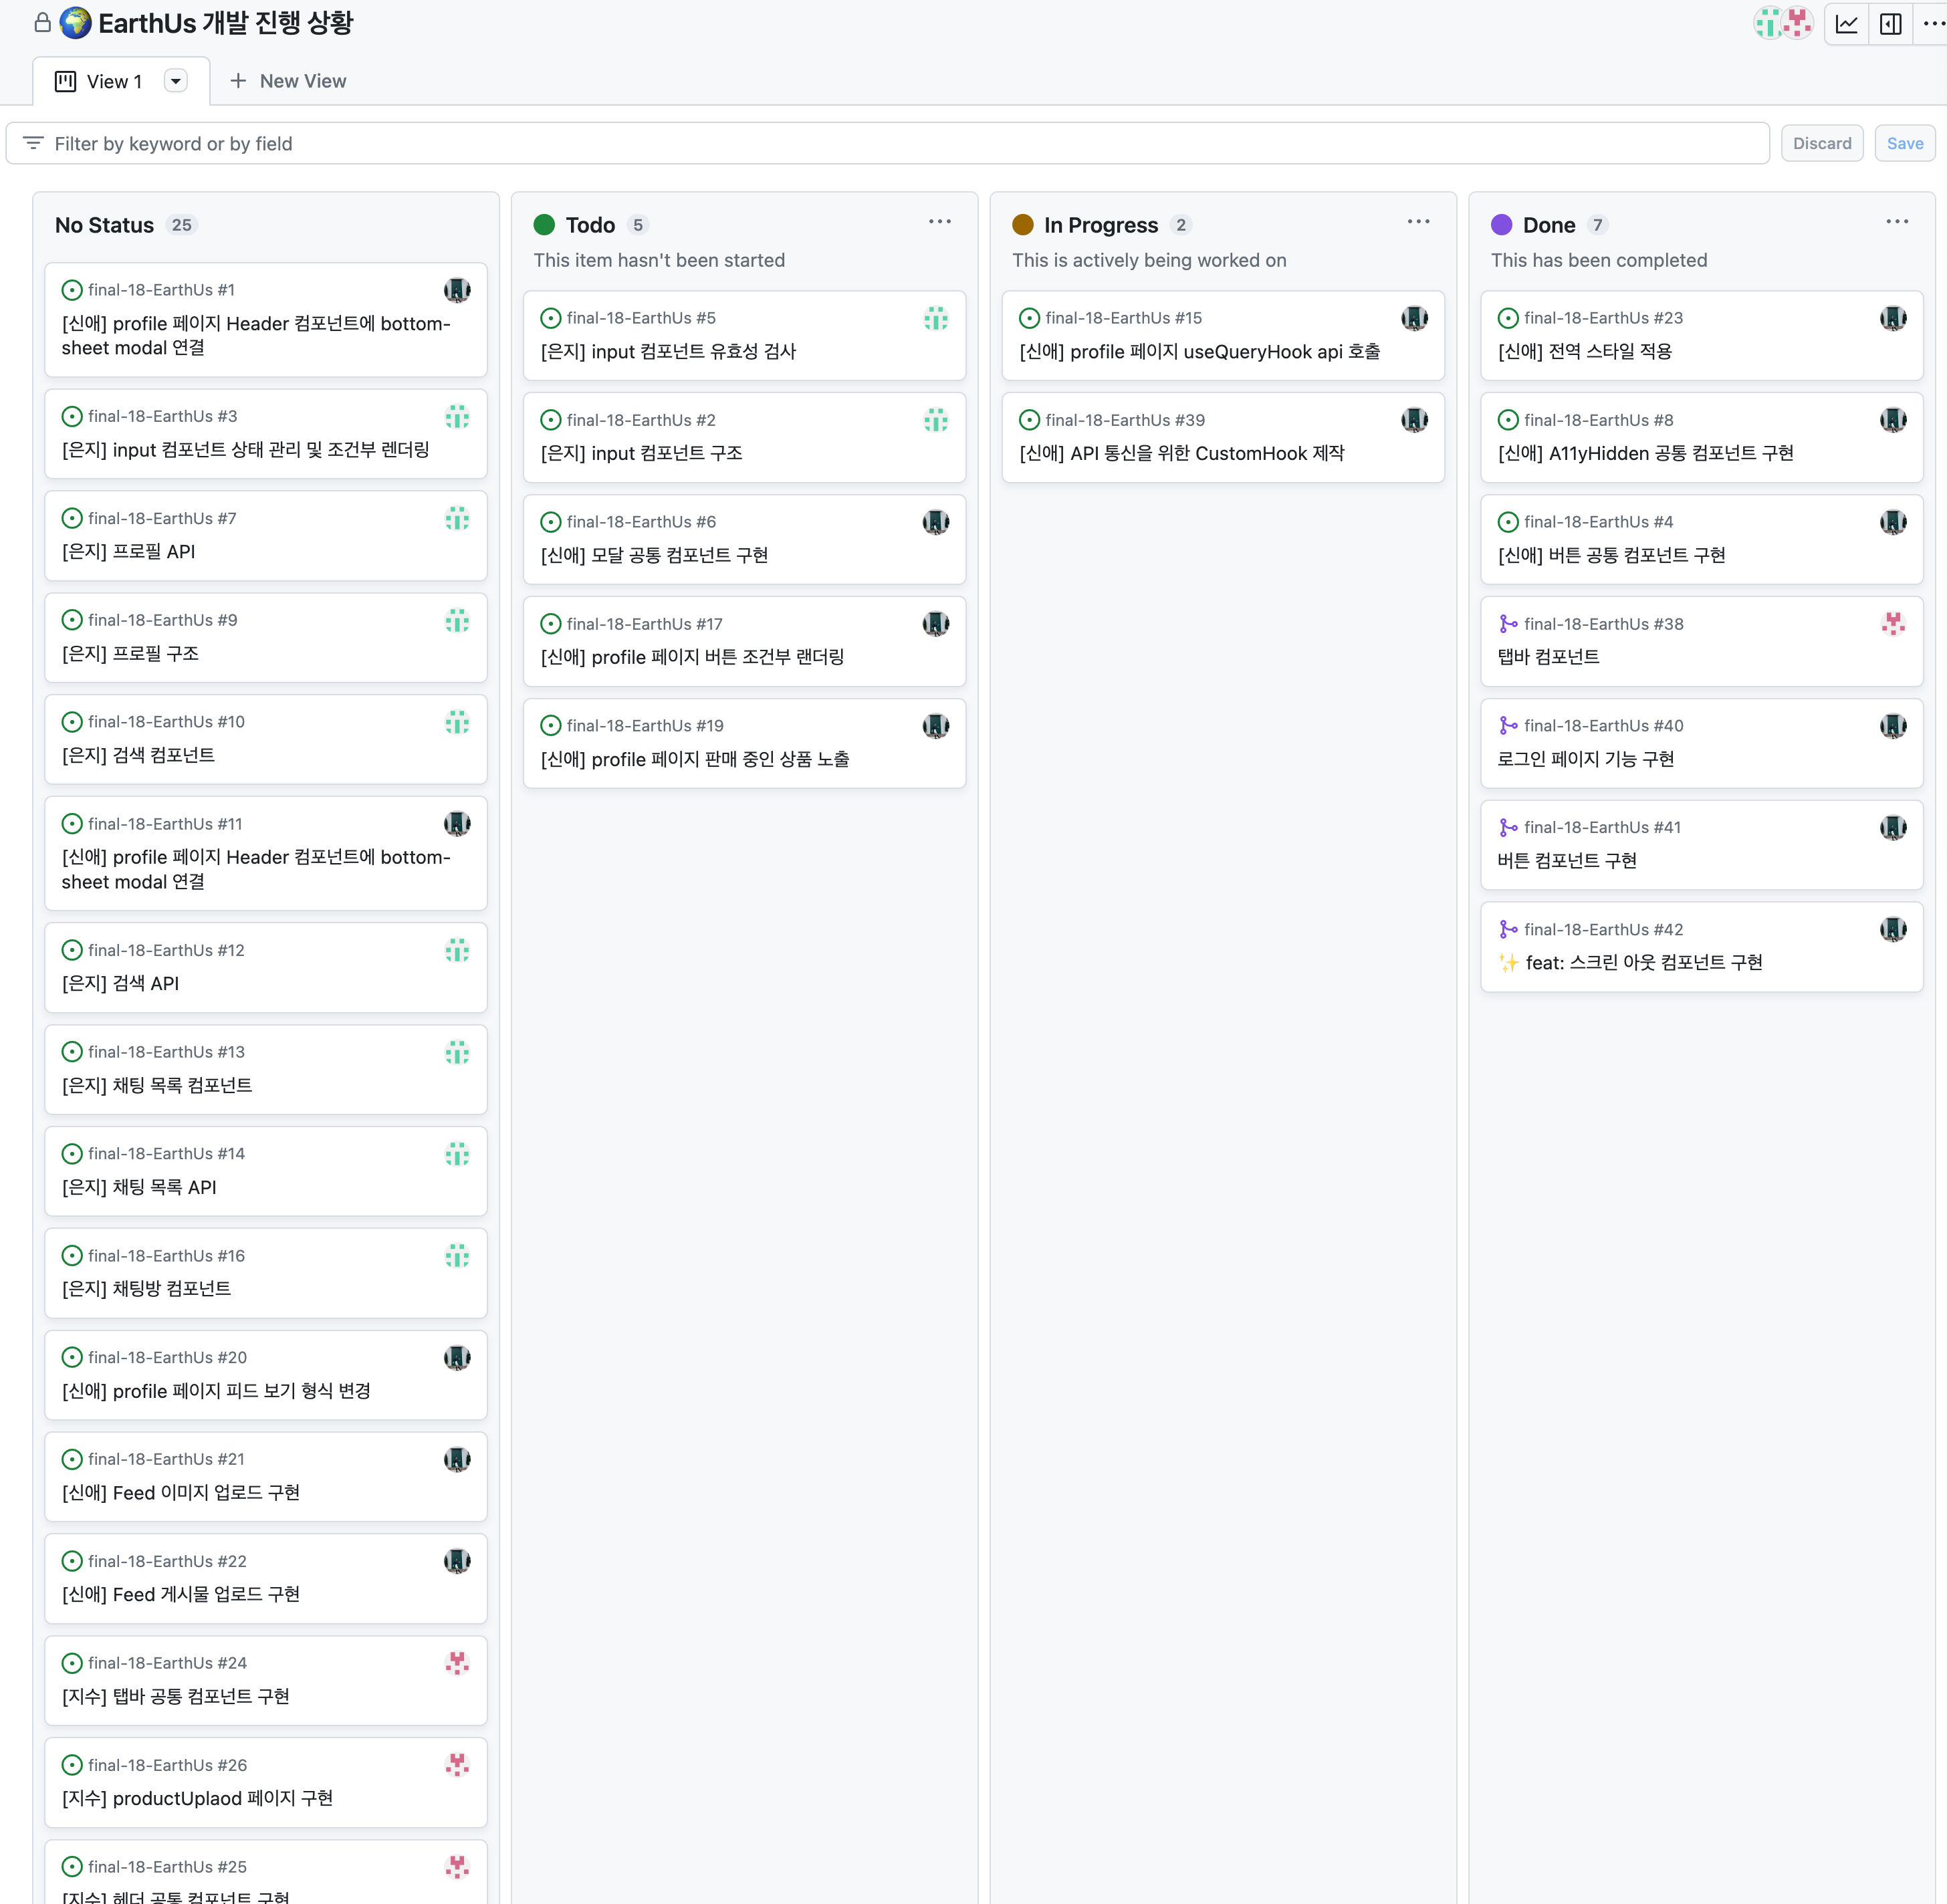 EarthUs 개발 진행 상황
View 1
New View
Filter by keyword or by field
Discard
Save
No Status 25
final-18-EarthUs #1
[신애] profile 페이지 Header 컴포넌트에 bottom-
sheet modal 연결
final-18-EarthUs #3
[은지] input 컴포넌트 상태 관리 및 조건부 렌더링
final-18-EarthUs #7
[은지] 프로필 API
final-18-EarthUs #9
[은지] 프로필 구조
final-18-EarthUs #10
[은지] 검색 컴포넌트
final-18-EarthUs #11
[신애] profile 페이지 Header 컴포넌트에 bottom-
sheet modal 연결
final-18-EarthUs #12
[은지] 검색 API
final-18-EarthUs #13
[은지] 채팅 목록 컴포넌트
final-18-EarthUs #14
[은지] 채팅 목록 API
final-18-EarthUs #16
[은지] 채팅방 컴포넌트
final-18-EarthUs #20
[신애] profile 페이지 피드 보기 형식 변경
final-18-EarthUs #21
[신애] Feed 이미지 업로드 구현
final-18-EarthUs #22
[신애] Feed 게시물 업로드 구현
final-18-EarthUs #24
[지수] 탭바 공통 컴포넌트 구현
final-18-EarthUs #26
[지수] productUplaod 페이지 구현
final-18-EarthUs #25
[지수] 헤더 공통 컴포넌트 구현
Todo 5
This item hasn't been started
final-18-EarthUs #5
[은지] input 컴포넌트 유효성 검사
final-18-EarthUs #2
[은지] input 컴포넌트 구조
final-18-EarthUs #6
[신애] 모달 공통 컴포넌트 구현
final-18-EarthUs #17
[신애] profile 페이지 버튼 조건부 랜더링
final-18-EarthUs #19
[신애] profile 페이지 판매 중인 상품 노출
In Progress 2
This is actively being worked on
final-18-EarthUs #15
[신애] profile 페이지 useQueryHook api 호출
final-18-EarthUs #39
[신애] API 통신을 위한 CustomHook 제작
Done 7
This has been completed
final-18-EarthUs #23
[신애] 전역 스타일 적용
final-18-EarthUs #8
[신애] A11yHidden 공통 컴포넌트 구현
final-18-EarthUs #4
[신애] 버튼 공통 컴포넌트 구현
final-18-EarthUs #38
탭바 컴포넌트
final-18-EarthUs #40
로그인 페이지 기능 구현
final-18-EarthUs #41
버튼 컴포넌트 구현
final-18-EarthUs #42
✨ feat: 스크린 아웃 컴포넌트 구현